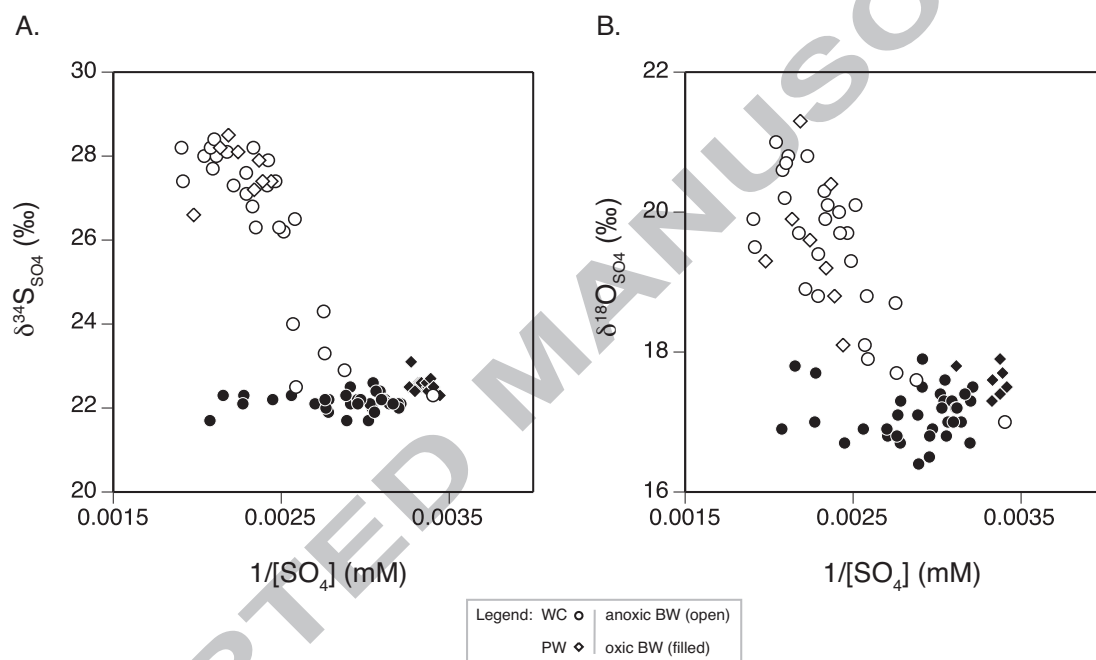 A.
B.
30
28
26
24
22
20
δ34SSO4 (‰)
0.0015
0.0025
0.0035
1/[SO4] (mM)
22
20
18
16
δ18OSO4 (‰)
0.0015
0.0025
0.0035
1/[SO4] (mM)
Legend: WC anoxic BW (open)
PW oxic BW (filled)
PTED MANUSC